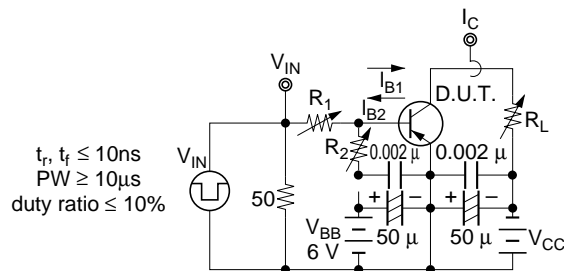 I_C
V_IN
I_B1
D.U.T.
R_1
I_B2
R_L
R_2
0.002 μ 0.002 μ
t_r, t_f ≤ 10ns
V_IN
PW ≥ 10μs
duty ratio ≤ 10%
50
+ − + −
V_BB
6 V
50 μ 50 μ
V_CC